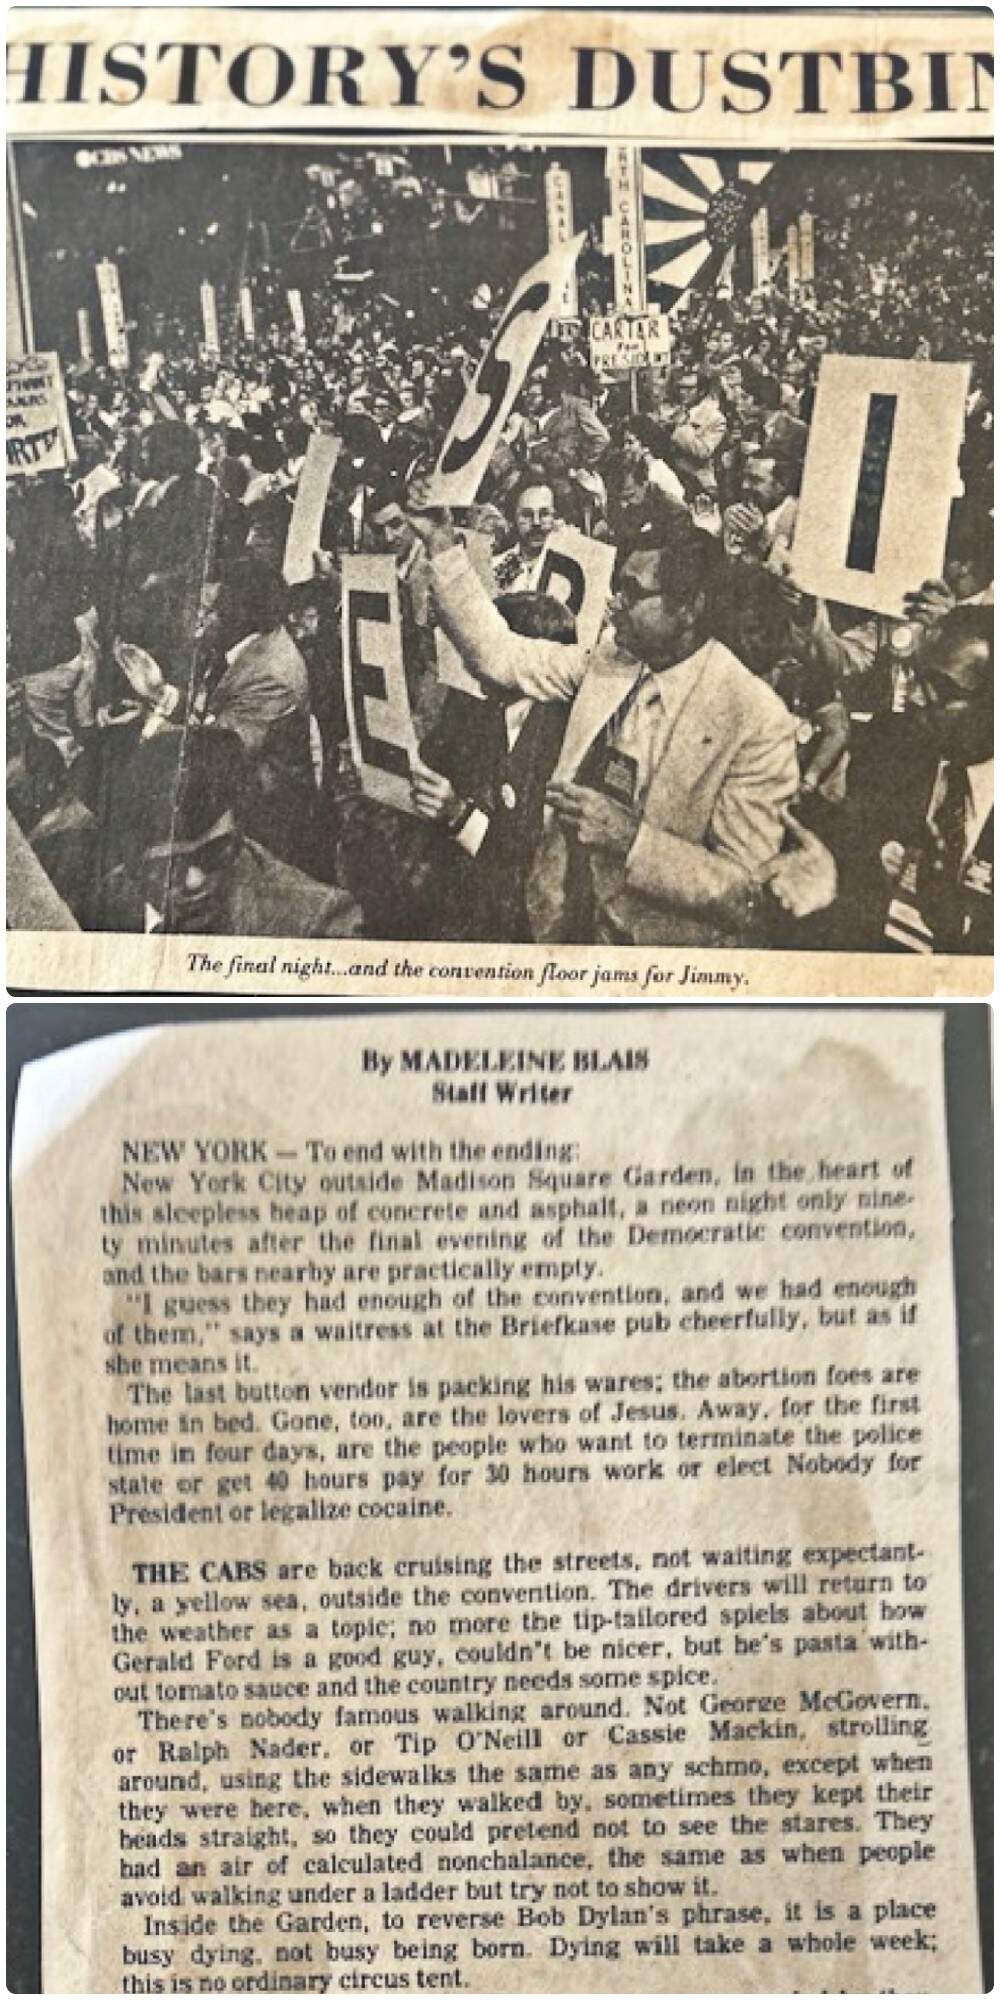 HISTORY'S DUSTBIN
CBS NEWS
CANAL
RTH CAROLINA
CARTER
FOR
PRESIDENT
S
I
E
The final night...and the convention floor jams for Jimmy.
By MADELEINE BLAIS
Staff Writer
NEW YORK — To end with the ending:
New York City outside Madison Square Garden, in the heart of
this sleepless heap of concrete and asphalt, a neon night only nine-
ty minutes after the final evening of the Democratic convention,
and the bars nearby are practically empty.
"I guess they had enough of the convention, and we had enough
of them," says a waitress at the Briefkase pub cheerfully, but as if
she means it.
The last button vendor is packing his wares; the abortion foes are
home in bed. Gone, too, are the lovers of Jesus. Away, for the first
time in four days, are the people who want to terminate the police
state or get 40 hours pay for 30 hours work or elect Nobody for
President or legalize cocaine.
THE CABS are back cruising the streets, not waiting expectant-
ly, a yellow sea, outside the convention. The drivers will return to
the weather as a topic; no more the tip-tailored spiels about how
Gerald Ford is a good guy, couldn't be nicer, but he's pasta with-
out tomato sauce and the country needs some spice.
There's nobody famous walking around. Not George McGovern,
or Ralph Nader, or Tip O'Neill or Cassie Mackin, strolling
around, using the sidewalks the same as any schmo, except when
they were here, when they walked by, sometimes they kept their
heads straight, so they could pretend not to see the stares. They
had an air of calculated nonchalance, the same as when people
avoid walking under a ladder but try not to show it.
Inside the Garden, to reverse Bob Dylan's phrase, it is a place
busy dying, not busy being born. Dying will take a whole week;
this is no ordinary circus tent.